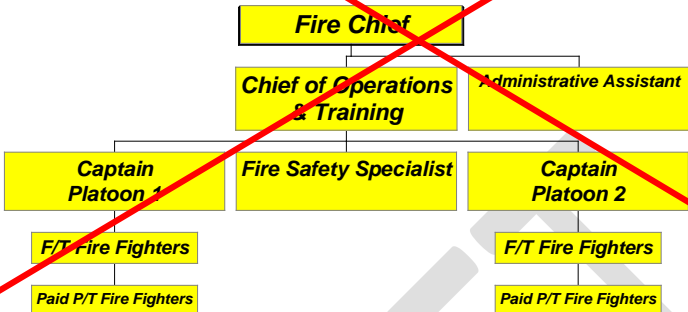 Fire Chief
Chief of Operations
& Training
Administrative Assistant
Captain
Platoon 1
Fire Safety Specialist
Captain
Platoon 2
F/T Fire Fighters
F/T Fire Fighters
Paid P/T Fire Fighters
Paid P/T Fire Fighters